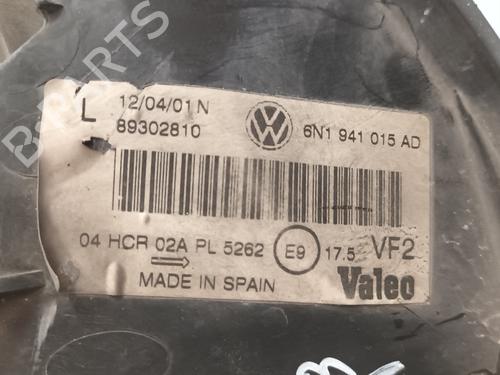 B-PARTS
L
12/04/01 N
89302810
6N1 941 015 AD
04 HCR 02A PL 5262 E9 17.5 VF2
MADE IN SPAIN
Valeo